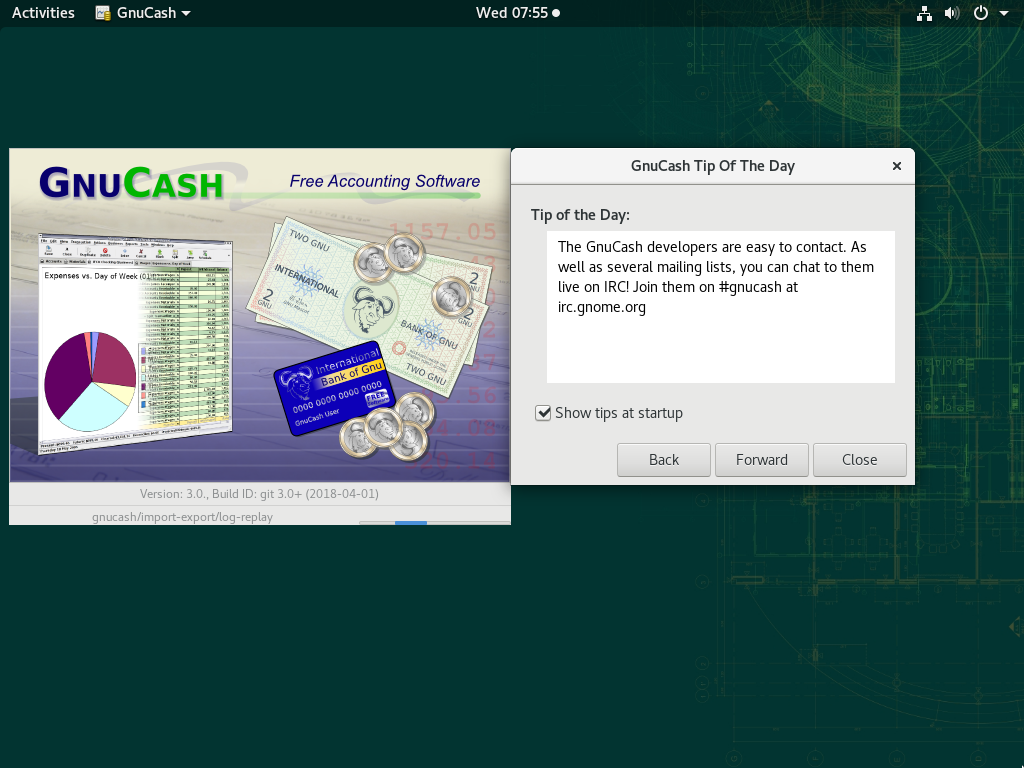 Activities
GnuCash
Wed 07:55
GNUCASH
Free Accounting Software
1157.05
Expenses vs. Day of Week (01
TWO GNU
INTERNATIONAL
2
GNU
2
2
GNU
BANK OF GNU
TWO GNU
International
Bank of Gnu
0000 0000 0000 0000
GnuCash User
FREE
Version: 3.0., Build ID: git 3.0+ (2018-04-01)
gnucash/import-export/log-replay
GnuCash Tip Of The Day
Tip of the Day:
The GnuCash developers are easy to contact. As
well as several mailing lists, you can chat to them
live on IRC! Join them on #gnucash at
irc.gnome.org
Show tips at startup
Back
Forward
Close